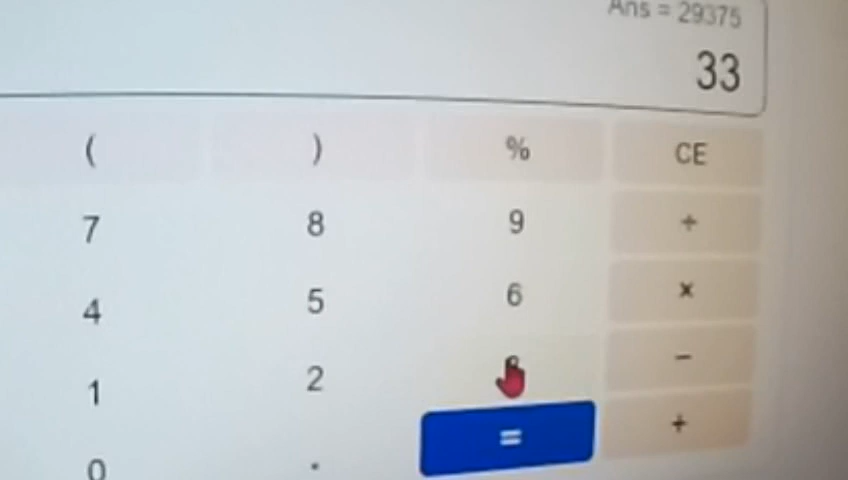 Ans = 29375
33
( ) % CE
7 8 9 ÷
4 5 6 ×
1 2 −
0 . = +